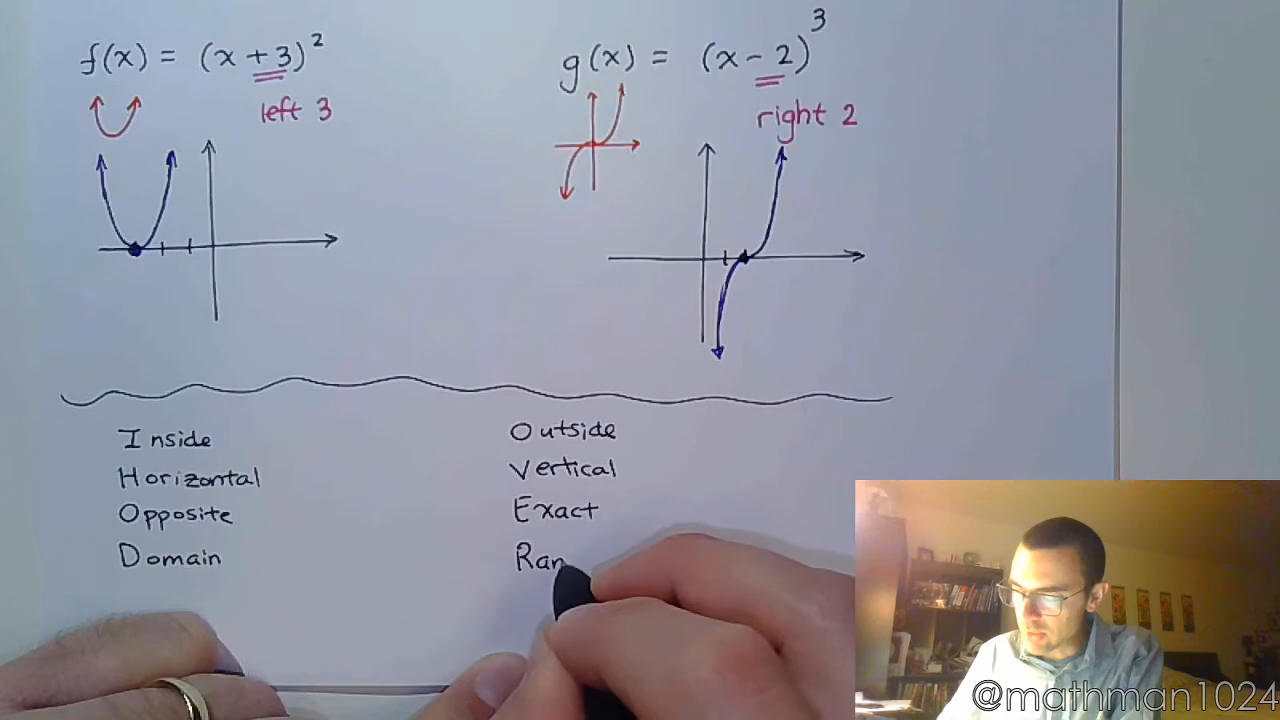 f(x) = (x + 3)²
left 3
g(x) = (x - 2)³
right 2
Inside
Horizontal
Opposite
Domain
Outside
Vertical
Exact
Ran
@mathman1024